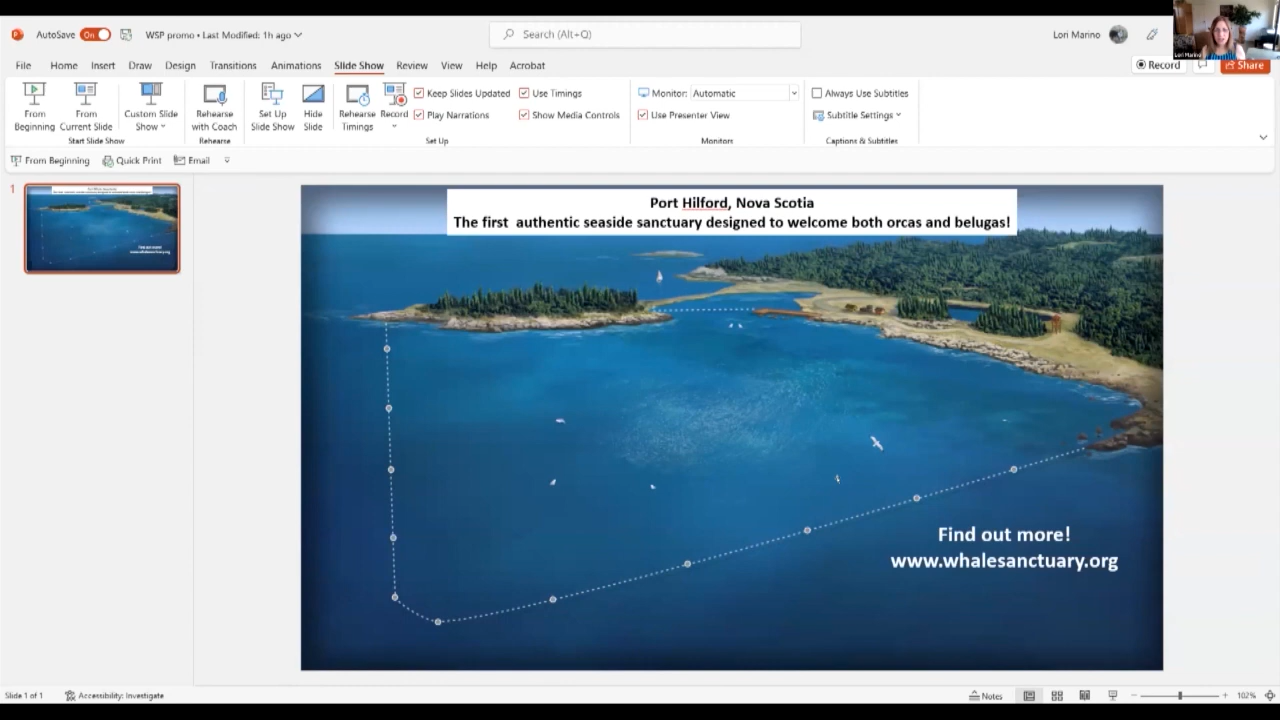 AutoSave On WSP promo • Last Modified: 1h ago Search (Alt+Q) Lori Marino
Lori Marino
File Home Insert Draw Design Transitions Animations Slide Show Review View Help Acrobat Record Share
From Beginning
From Current Slide
Custom Slide Show
Start Slide Show
Rehearse with Coach
Rehearse
Set Up Slide Show
Hide Slide
Rehearse Timings
Record
Keep Slides Updated
Play Narrations
Use Timings
Show Media Controls
Set Up
Monitor: Automatic
Use Presenter View
Monitors
Always Use Subtitles
Subtitle Settings
Captions & Subtitles
From Beginning Quick Print Email
1
Port Hilford, Nova Scotia
The first authentic seaside sanctuary designed to welcome both orcas and belugas!
Find out more!
www.whalesanctuary.org
Slide 1 of 1 Accessibility: Investigate Notes 102%